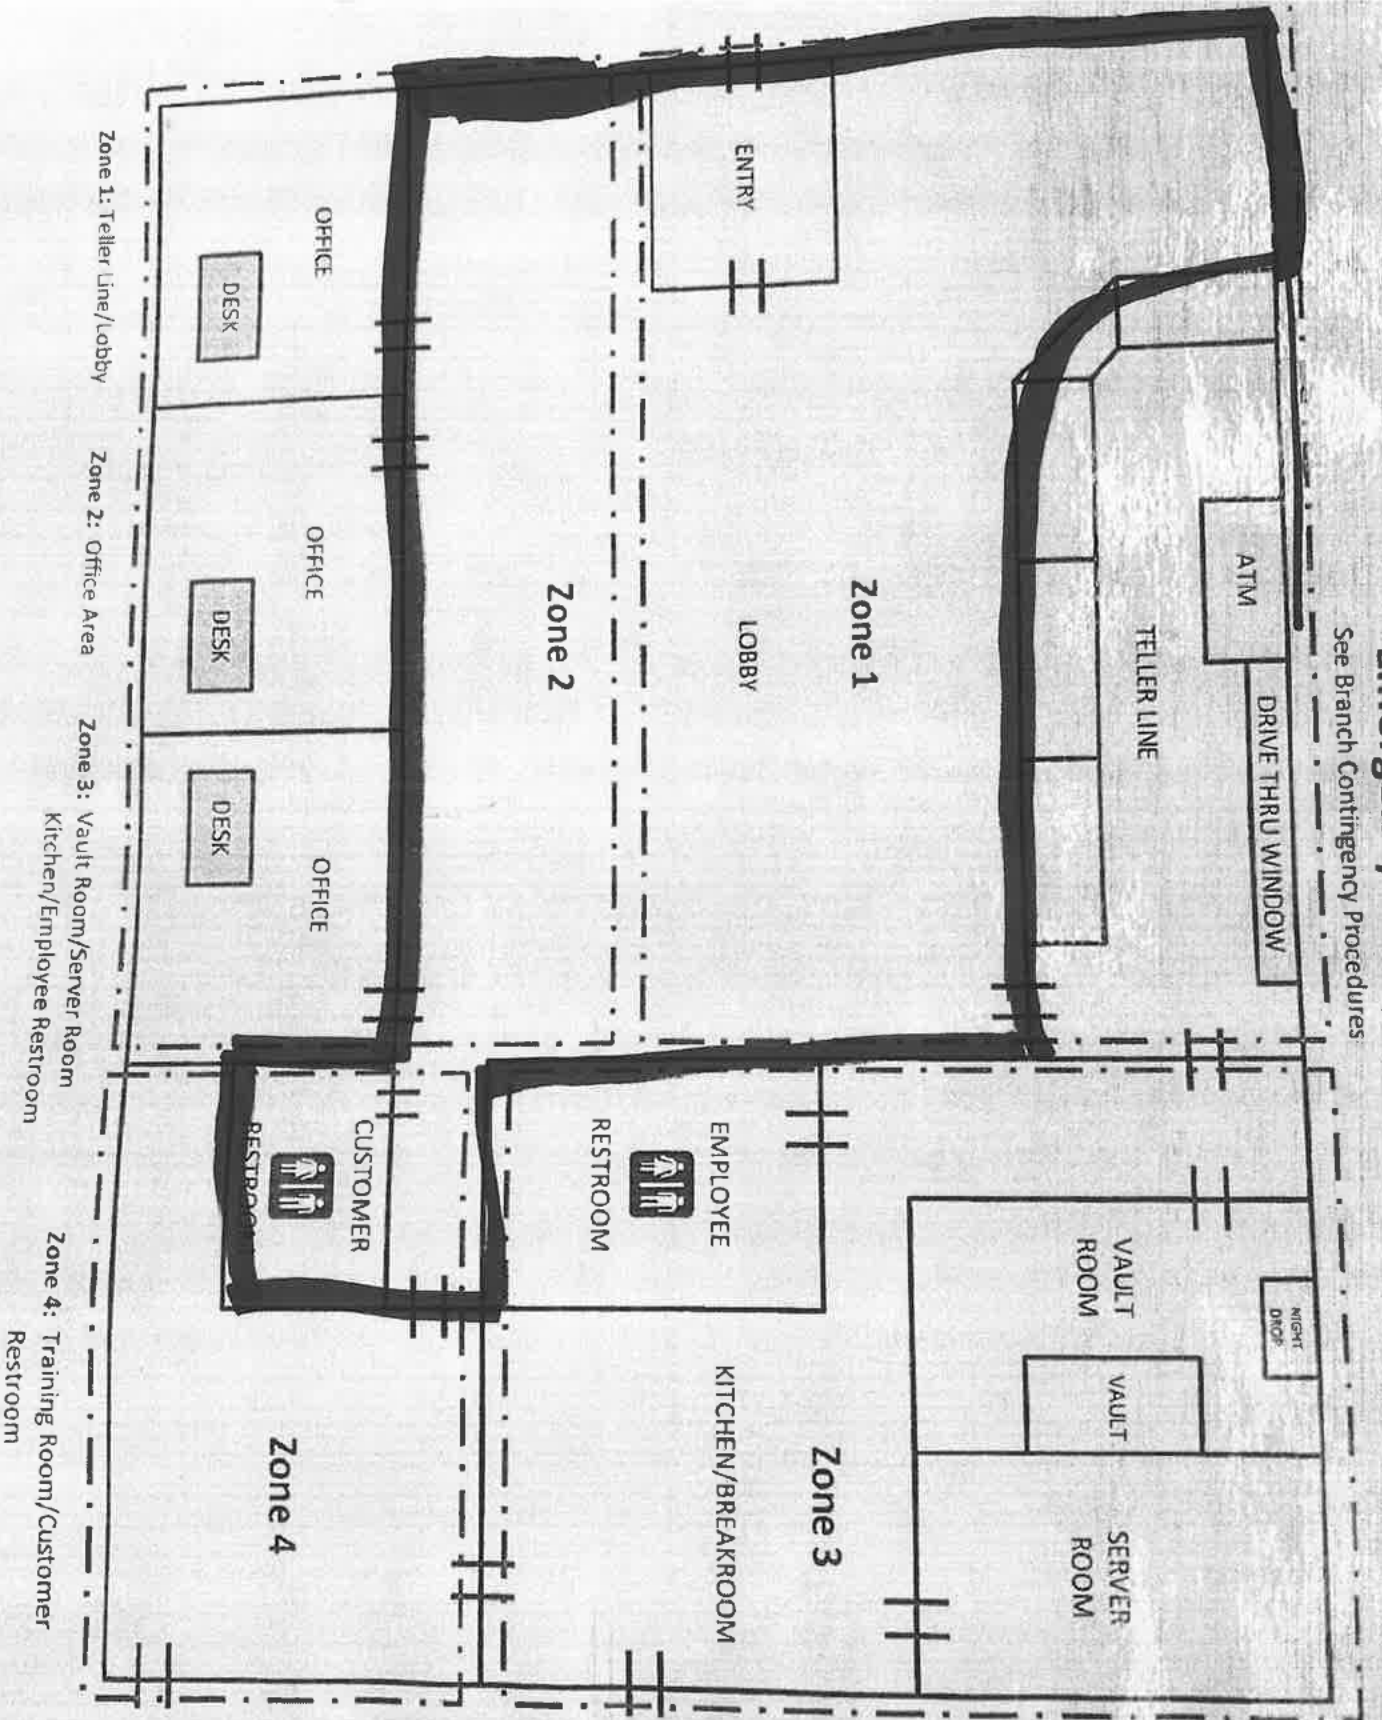 See Branch Contingency Procedures
DRIVE THRU WINDOW
ATM
TELLER LINE
Zone 1
LOBBY
ENTRY
Zone 2
OFFICE
OFFICE
OFFICE
DESK
DESK
DESK
NIGHT
DROP
VAULT
ROOM
VAULT
SERVER
ROOM
Zone 3
KITCHEN/BREAKROOM
EMPLOYEE
RESTROOM
CUSTOMER
RESTROOM
Zone 4
Zone 1: Teller Line/Lobby Zone 2: Office Area Zone 3: Vault Room/Server Room
Kitchen/Employee Restroom
Zone 4: Training Room/Customer
Restroom